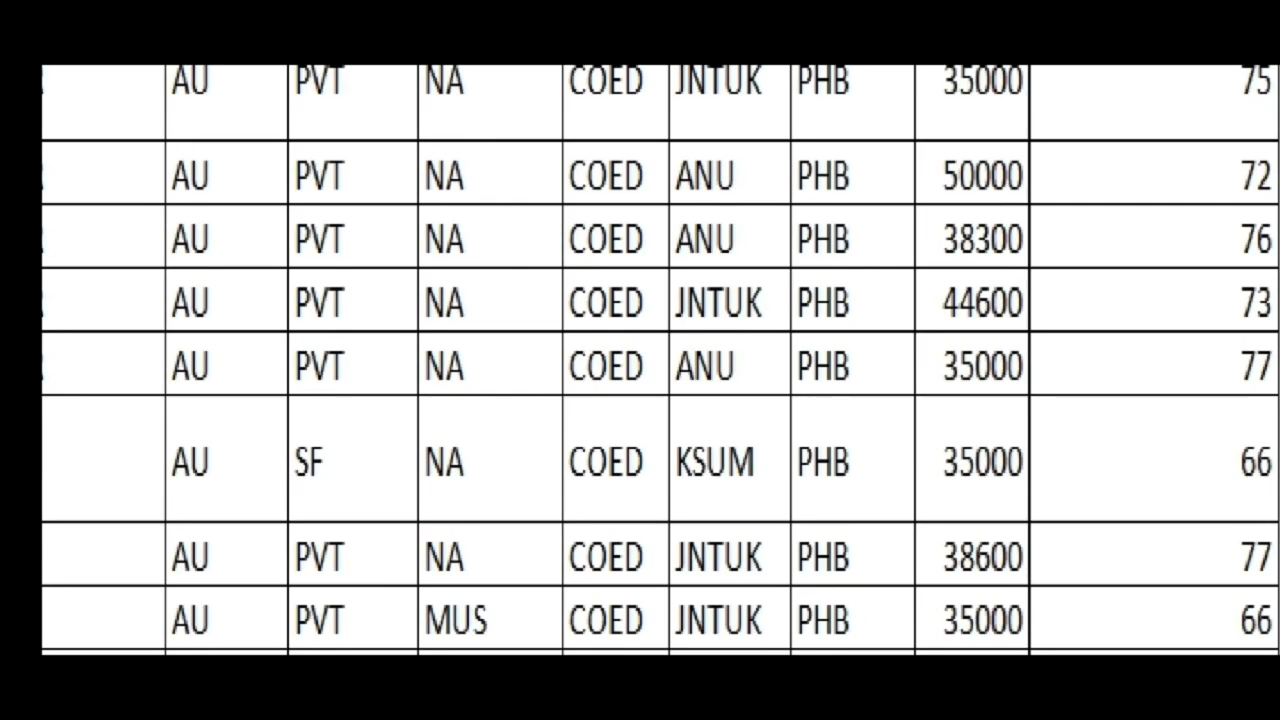 AU PVT NA COED JNTUK PHB 35000 75
AU PVT NA COED ANU PHB 50000 72
AU PVT NA COED ANU PHB 38300 76
AU PVT NA COED JNTUK PHB 44600 73
AU PVT NA COED ANU PHB 35000 77
AU SF NA COED KSUM PHB 35000 66
AU PVT NA COED JNTUK PHB 38600 77
AU PVT MUS COED JNTUK PHB 35000 66